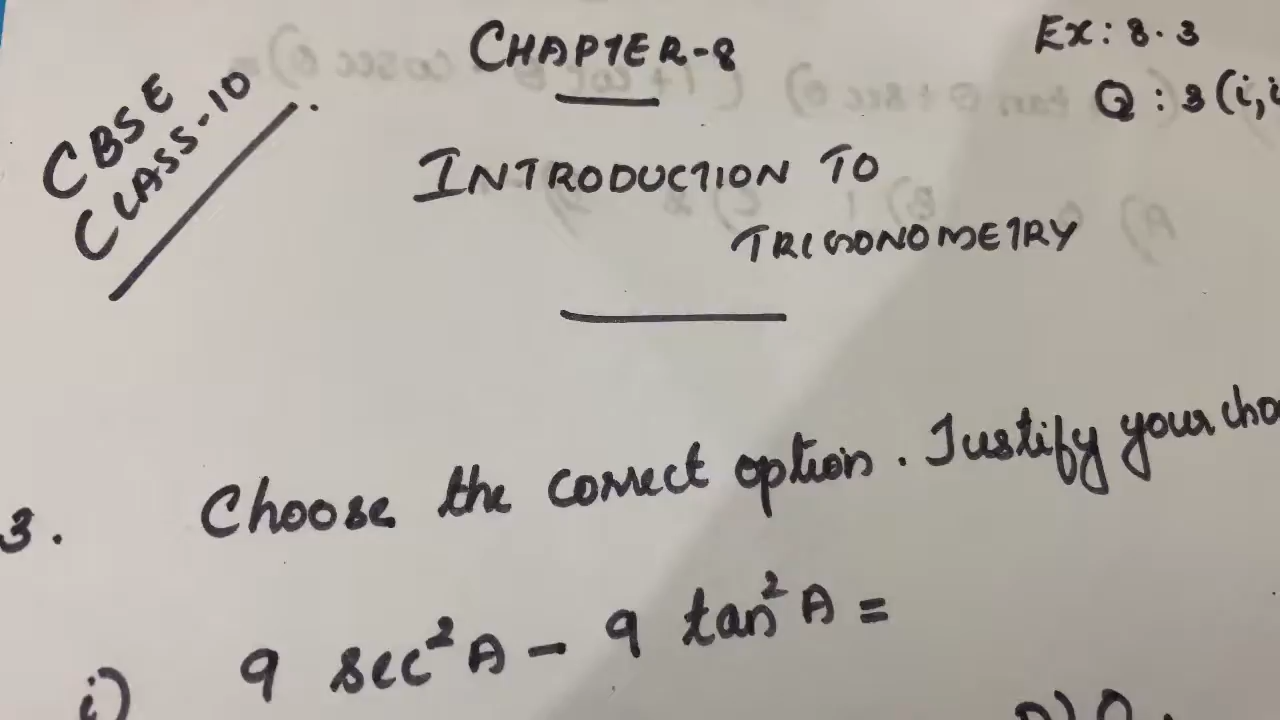 CBSE
CLASS-10
CHAPTER-8
Ex: 8.3
Q: 3(i,i
INTRODUCTION TO
TRIGONOMETRY
3. Choose the correct option. Justify your cho
i) 9 sec²A - 9 tan²A =
D) 0.